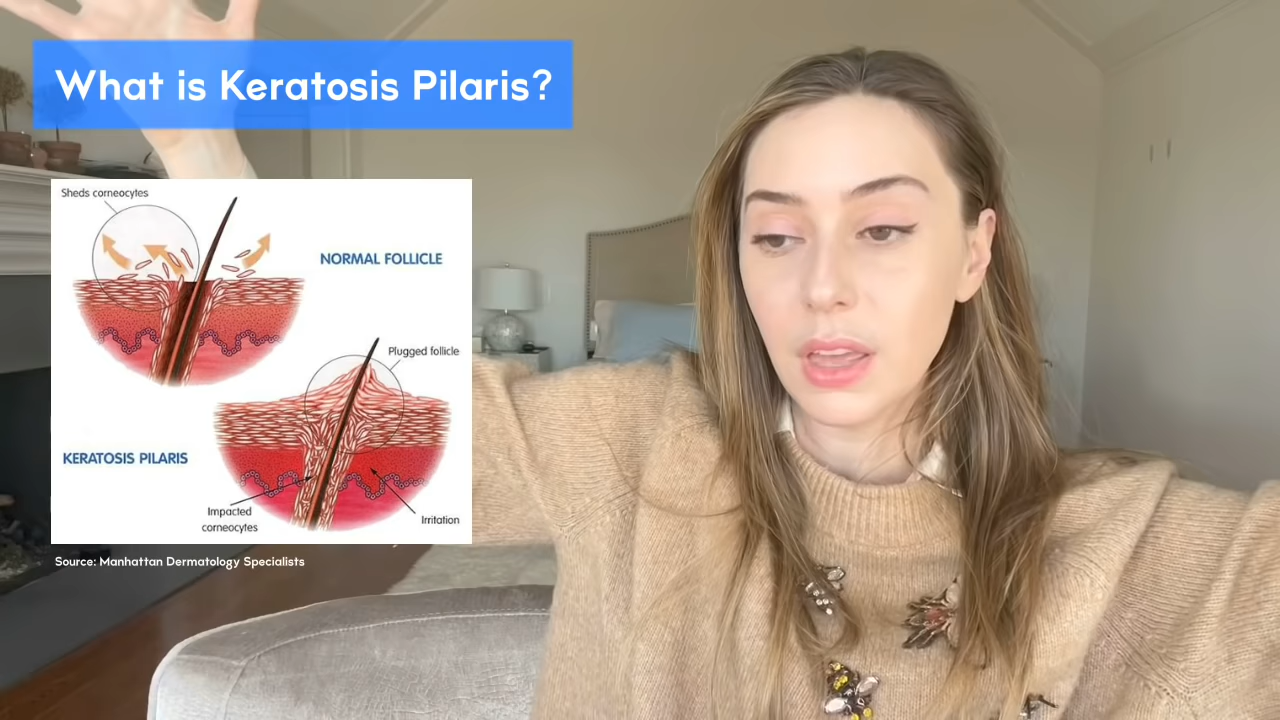 What is Keratosis Pilaris?
Sheds corneocytes
NORMAL FOLLICLE
Plugged follicle
KERATOSIS PILARIS
Impacted
corneocytes
Irritation
Source: Manhattan Dermatology Specialists